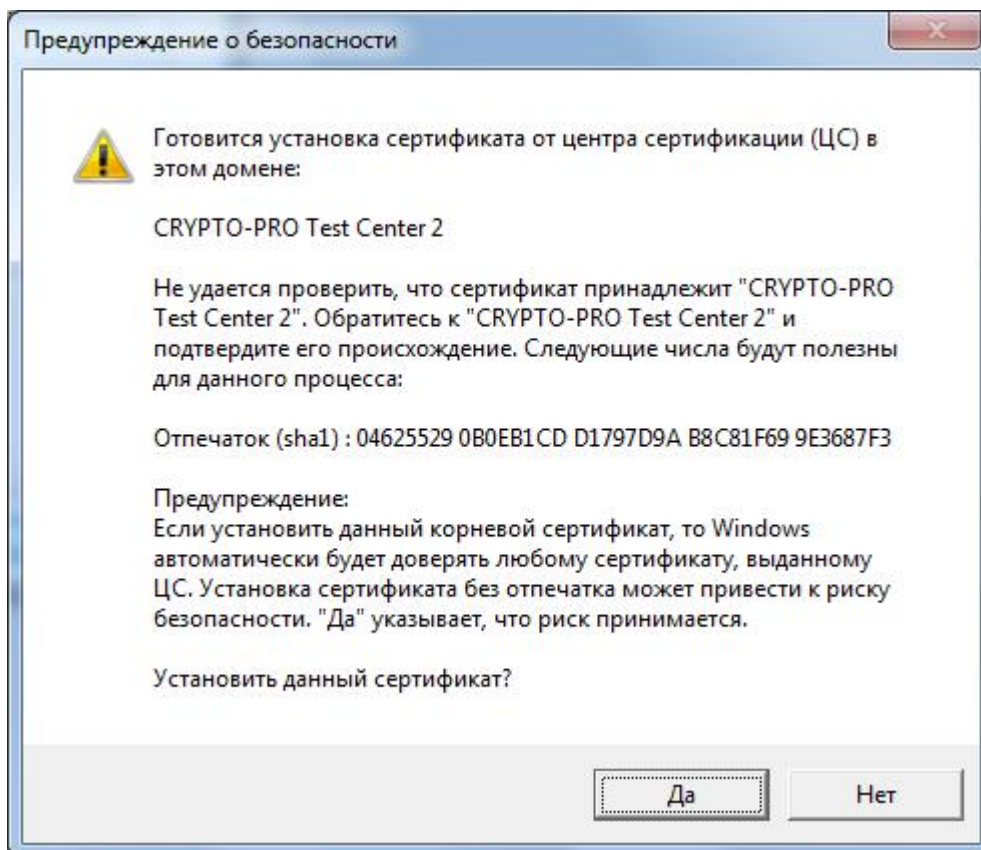 Предупреждение о безопасности
Готовится установка сертификата от центра сертификации (ЦС) в
этом домене:
CRYPTO-PRO Test Center 2
Не удается проверить, что сертификат принадлежит "CRYPTO-PRO
Test Center 2". Обратитесь к "CRYPTO-PRO Test Center 2" и
подтвердите его происхождение. Следующие числа будут полезны
для данного процесса:
Отпечаток (sha1) : 04625529 0B0EB1CD D1797D9A B8C81F69 9E3687F3
Предупреждение:
Если установить данный корневой сертификат, то Windows
автоматически будет доверять любому сертификату, выданному
ЦС. Установка сертификата без отпечатка может привести к риску
безопасности. "Да" указывает, что риск принимается.
Установить данный сертификат?
Да
Нет